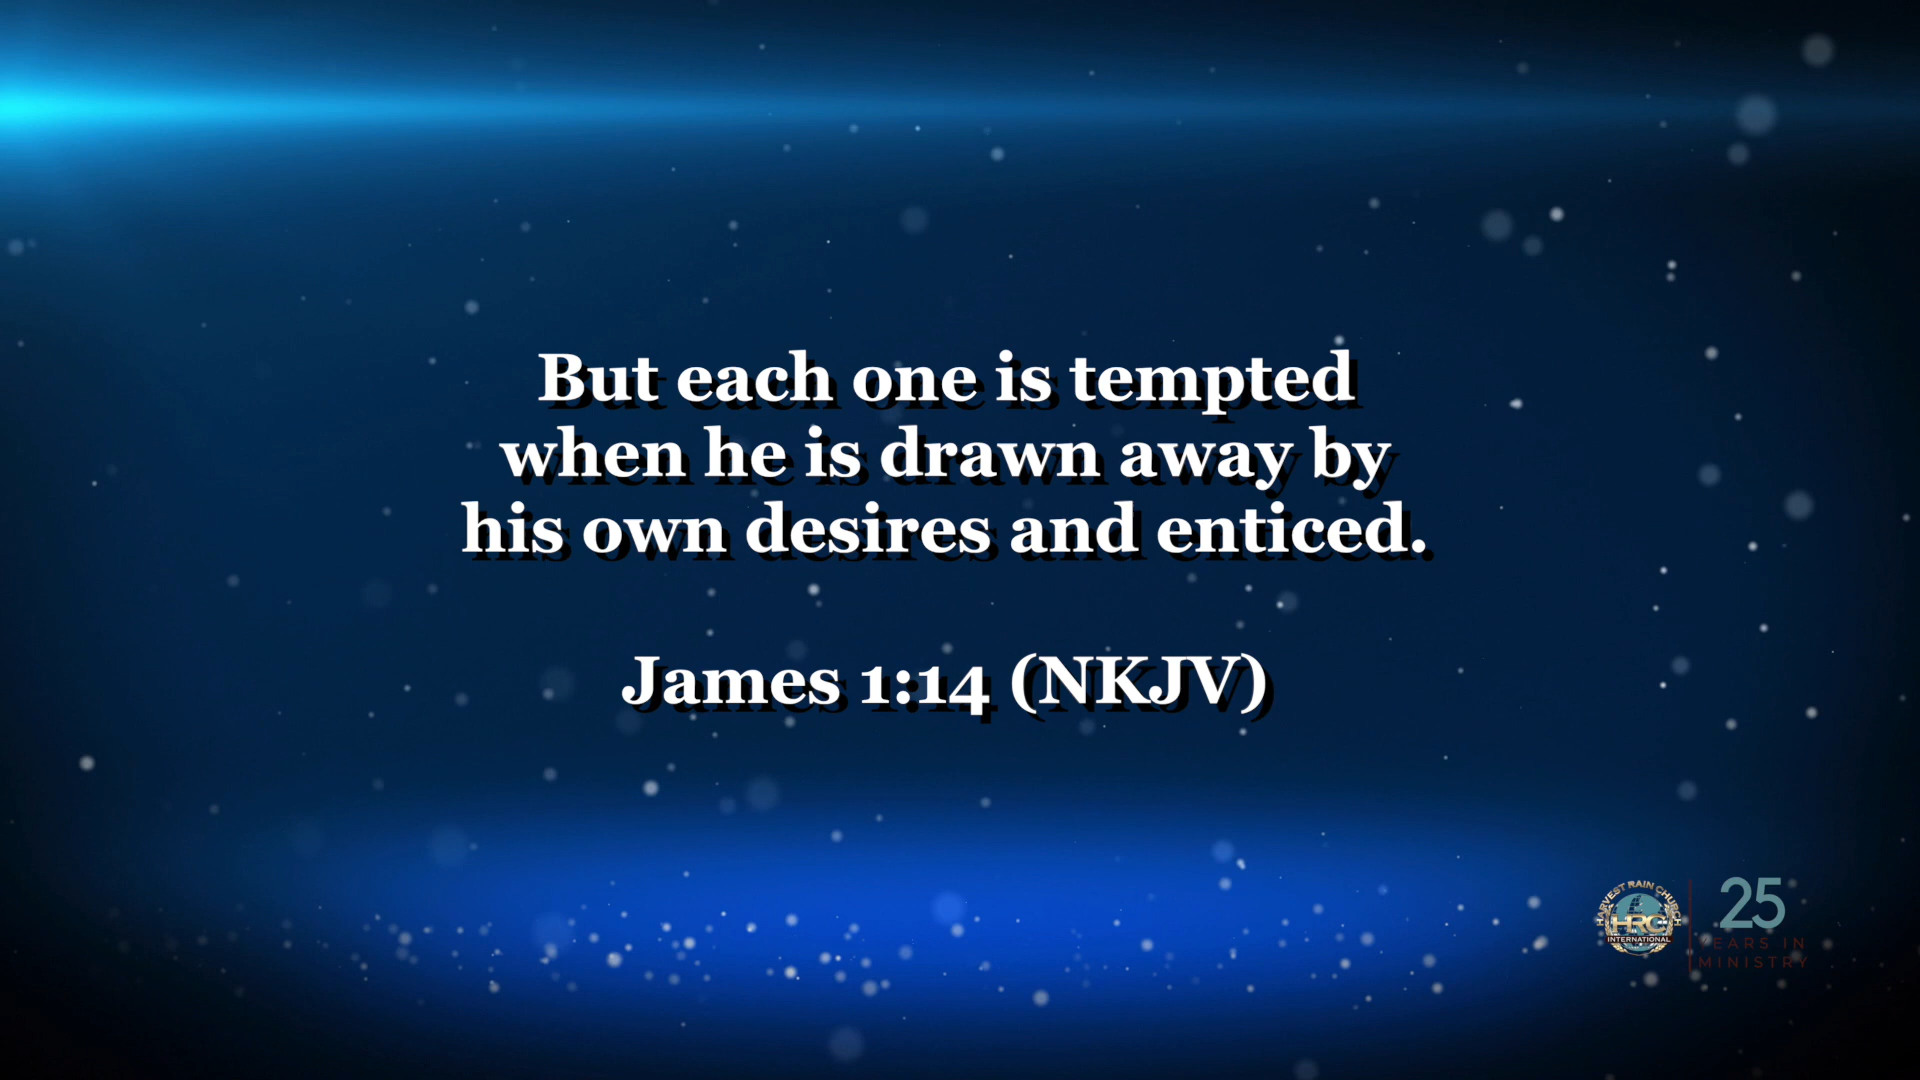 But each one is tempted
when he is drawn away by
his own desires and enticed.
James 1:14 (NKJV)
HARVEST RAIN CHURCH
HRC
INTERNATIONAL
25
YEARS IN
MINISTRY